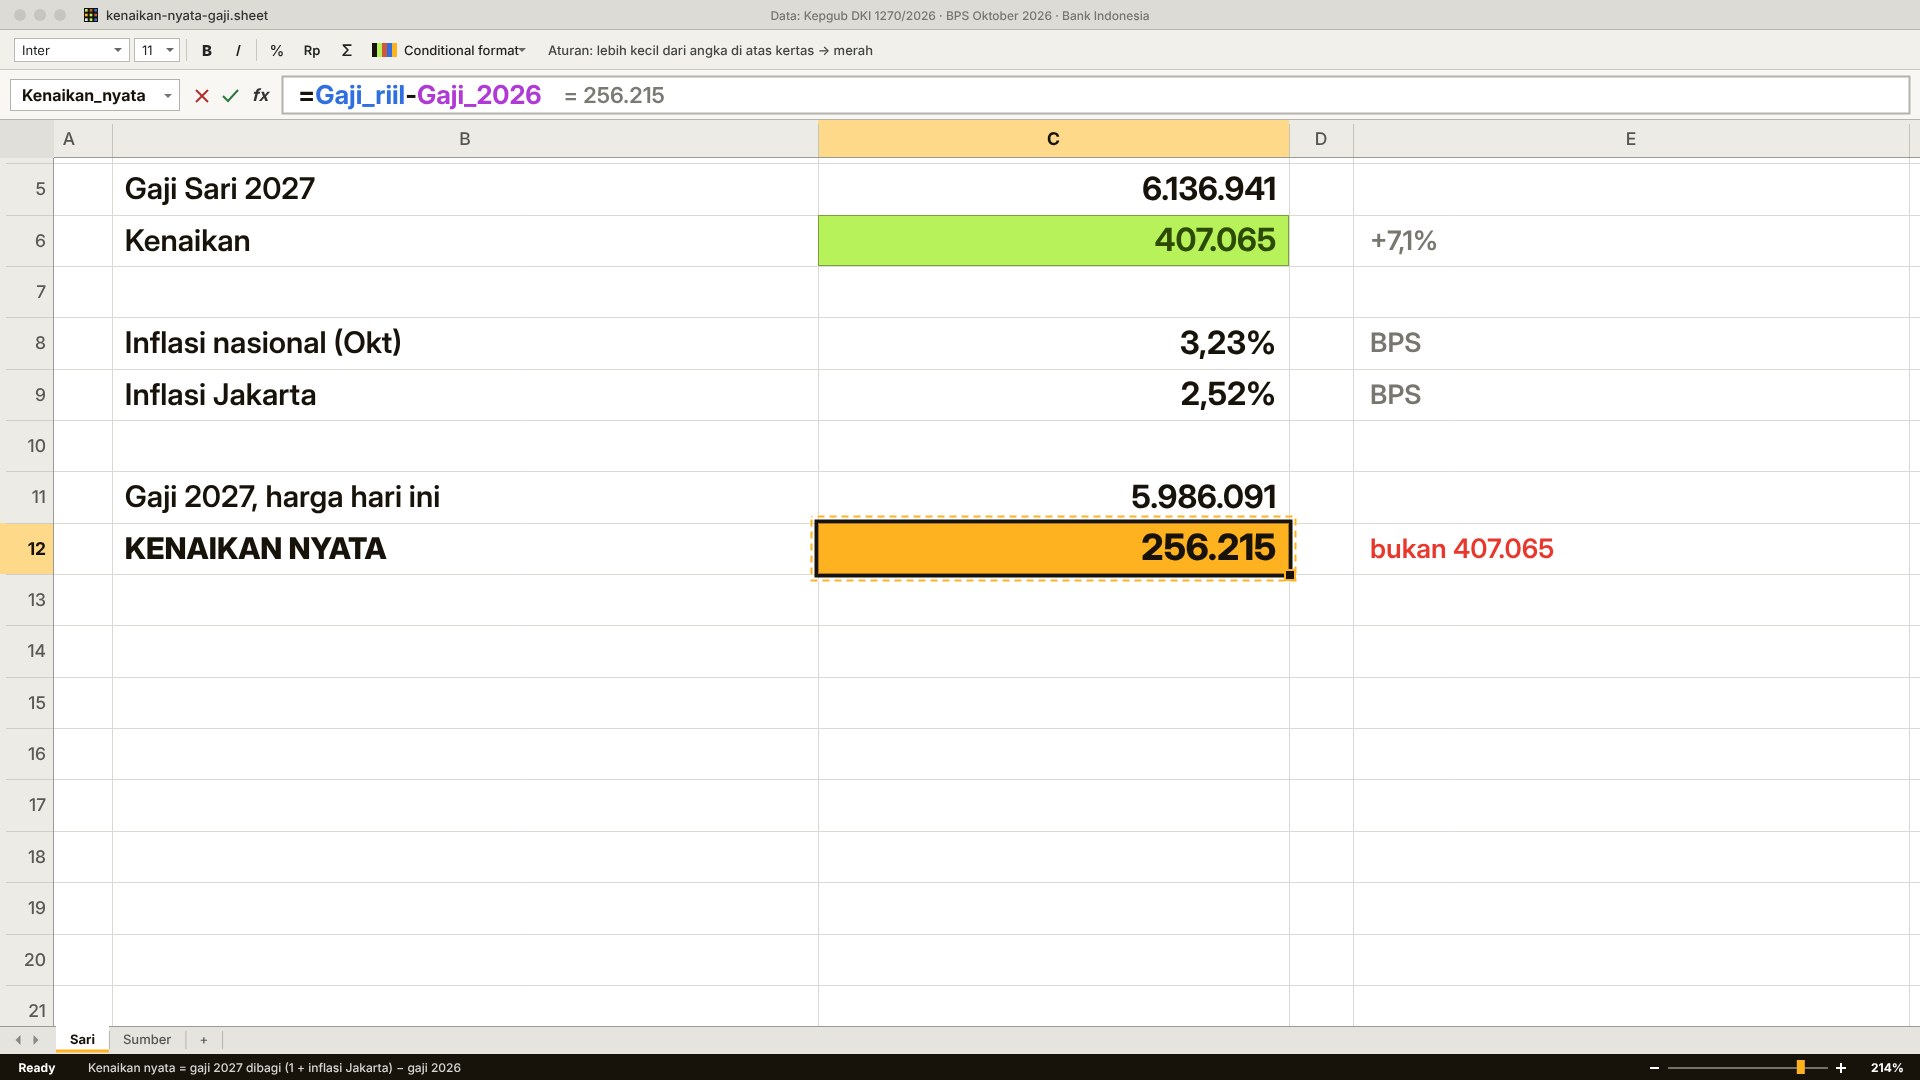 kenaikan-nyata-gaji.sheet
Data: Kepgub DKI 1270/2026 · BPS Oktober 2026 · Bank Indonesia
Inter 11 B I % Rp Σ Conditional format Aturan: lebih kecil dari angka di atas kertas → merah
Kenaikan_nyata fx =Gaji_riil-Gaji_2026 = 256.215
A B C D E
5 Gaji Sari 2027 6.136.941
6 Kenaikan 407.065 +7,1%
7
8 Inflasi nasional (Okt) 3,23% BPS
9 Inflasi Jakarta 2,52% BPS
10
11 Gaji 2027, harga hari ini 5.986.091
12 KENAIKAN NYATA 256.215 bukan 407.065
13
14
15
16
17
18
19
20
21
Sari Sumber +
Ready Kenaikan nyata = gaji 2027 dibagi (1 + inflasi Jakarta) − gaji 2026 − + 214%